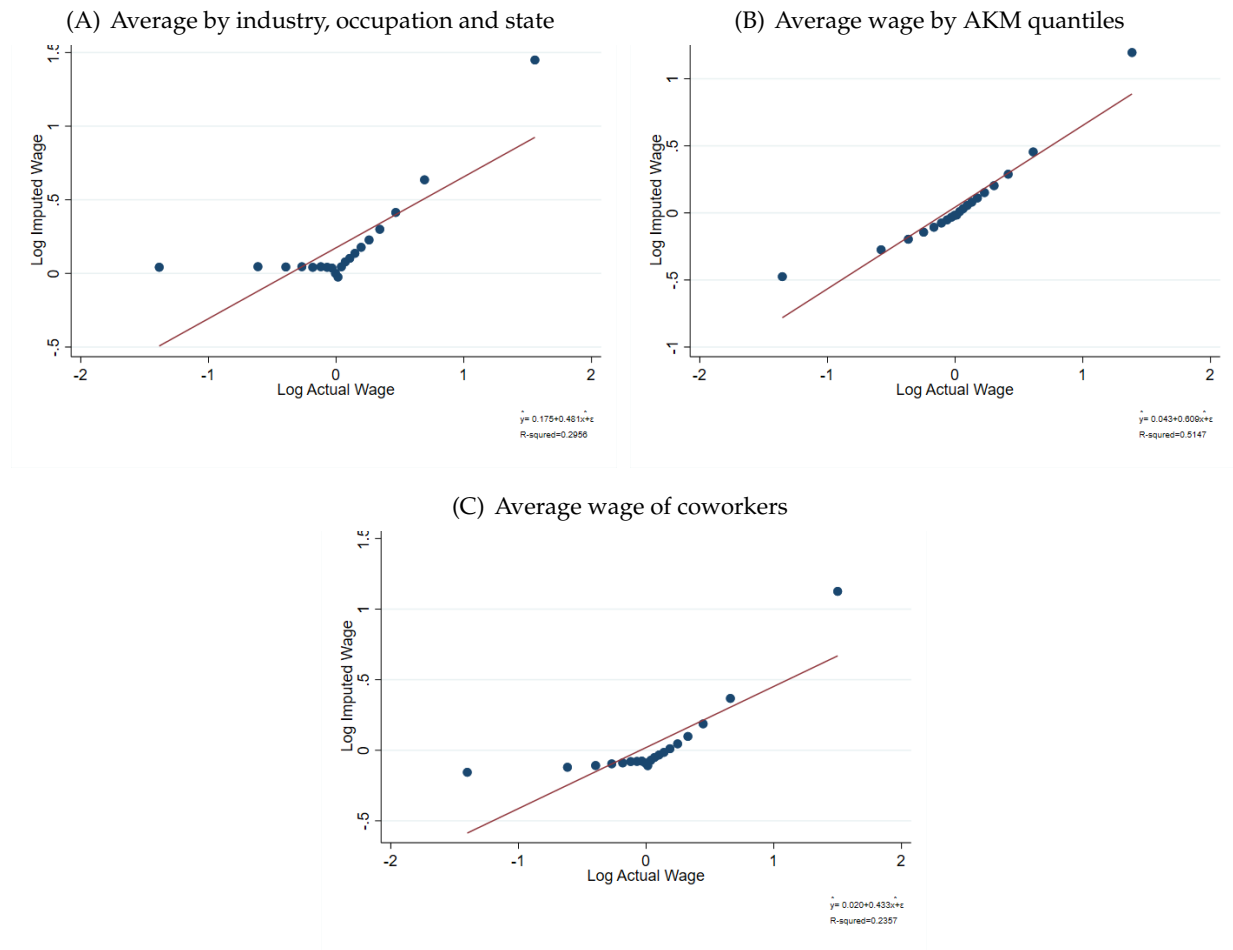 (A) Average by industry, occupation and state
Log Imputed Wage
1.5
1
.5
0
-.5
-2 -1 0 1 2
Log Actual Wage
ŷ= 0.175+0.481x+ε̂
R-squred=0.2956
(B) Average wage by AKM quantiles
Log Imputed Wage
1
.5
0
-.5
-1
-2 -1 0 1 2
Log Actual Wage
ŷ= 0.043+0.609x+ε̂
R-squred=0.5147
(C) Average wage of coworkers
Log Imputed Wage
1.5
1
.5
0
-.5
-2 -1 0 1 2
Log Actual Wage
ŷ= 0.020+0.433x+ε̂
R-squred=0.2357